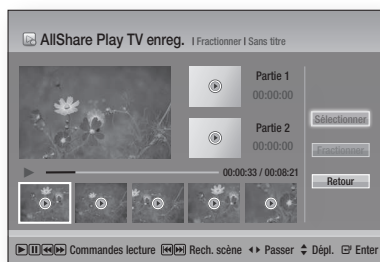 AllShare Play TV enreg. I Fractionner I Sans titre
Partie 1
00:00:00
Partie 2
00:00:00
Sélectionner
Fractionner
Retour
00:00:33 / 00:08:21
Commandes lecture Rech. scène Passer Dépl. Enter